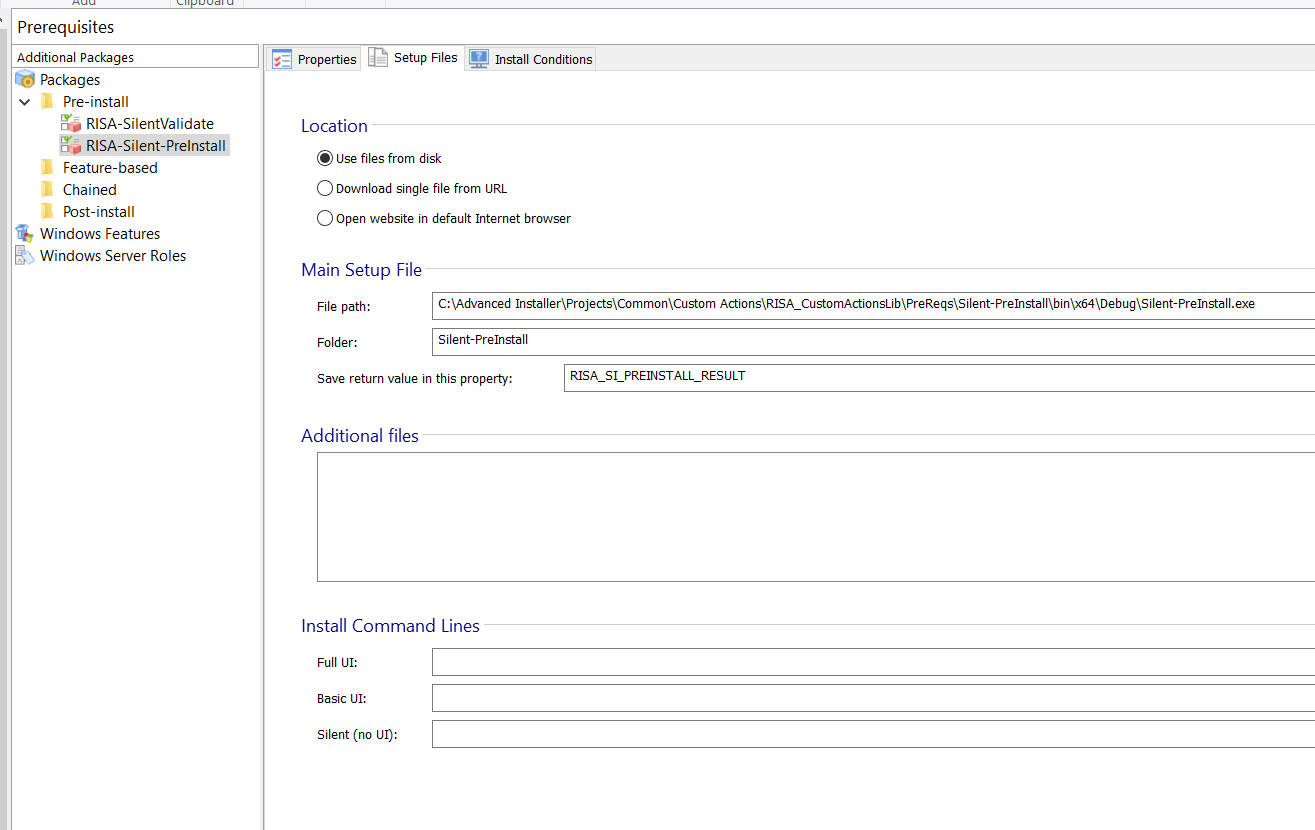 Add
Clipboard
Prerequisites
Additional Packages
Packages
Pre-install
RISA-SilentValidate
RISA-Silent-PreInstall
Feature-based
Chained
Post-install
Windows Features
Windows Server Roles
Properties
Setup Files
Install Conditions
Location
Use files from disk
Download single file from URL
Open website in default Internet browser
Main Setup File
File path:
C:\Advanced Installer\Projects\Common\Custom Actions\RISA_CustomActionsLib\PreReqs\Silent-PreInstall\bin\x64\Debug\Silent-PreInstall.exe
Folder:
Silent-PreInstall
Save return value in this property:
RISA_SI_PREINSTALL_RESULT
Additional files
Install Command Lines
Full UI:
Basic UI:
Silent (no UI):